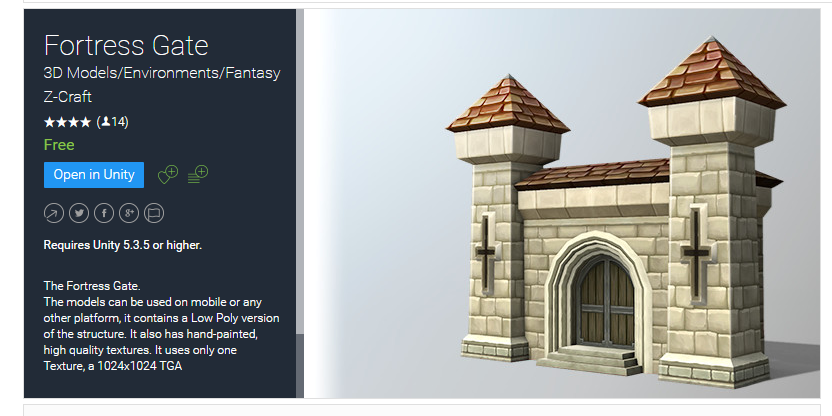 Fortress Gate
3D Models/Environments/Fantasy
Z-Craft
★★★★ (14)
Free
Open in Unity
Requires Unity 5.3.5 or higher.
The Fortress Gate.
The models can be used on mobile or any
other platform, it contains a Low Poly version
of the structure. It also has hand-painted,
high quality textures. It uses only one
Texture, a 1024x1024 TGA